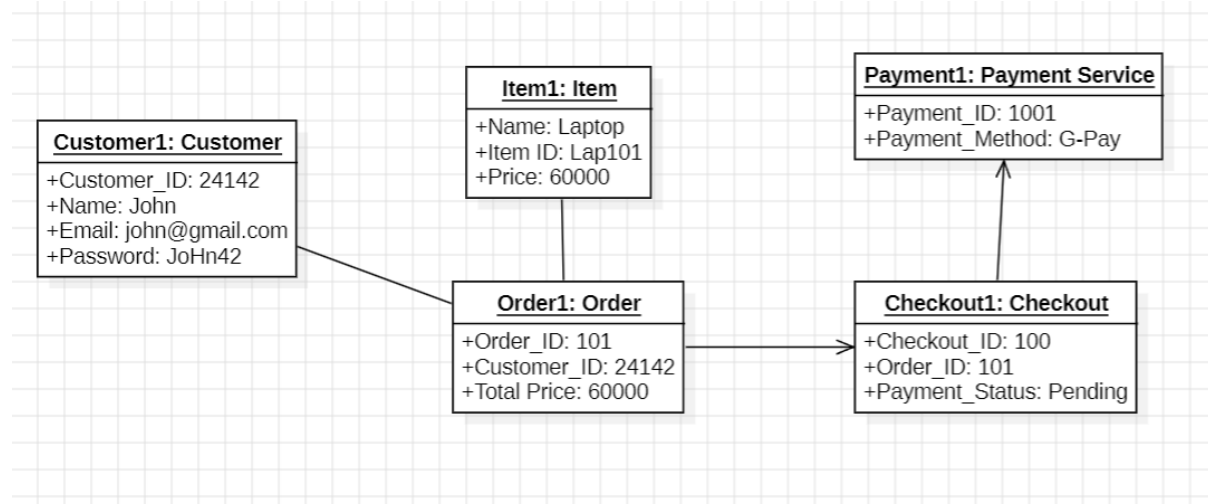 Customer1: Customer
+Customer_ID: 24142
+Name: John
+Email: john@gmail.com
+Password: JoHn42
Item1: Item
+Name: Laptop
+Item ID: Lap101
+Price: 60000
Payment1: Payment Service
+Payment_ID: 1001
+Payment_Method: G-Pay
Order1: Order
+Order_ID: 101
+Customer_ID: 24142
+Total Price: 60000
Checkout1: Checkout
+Checkout_ID: 100
+Order_ID: 101
+Payment_Status: Pending